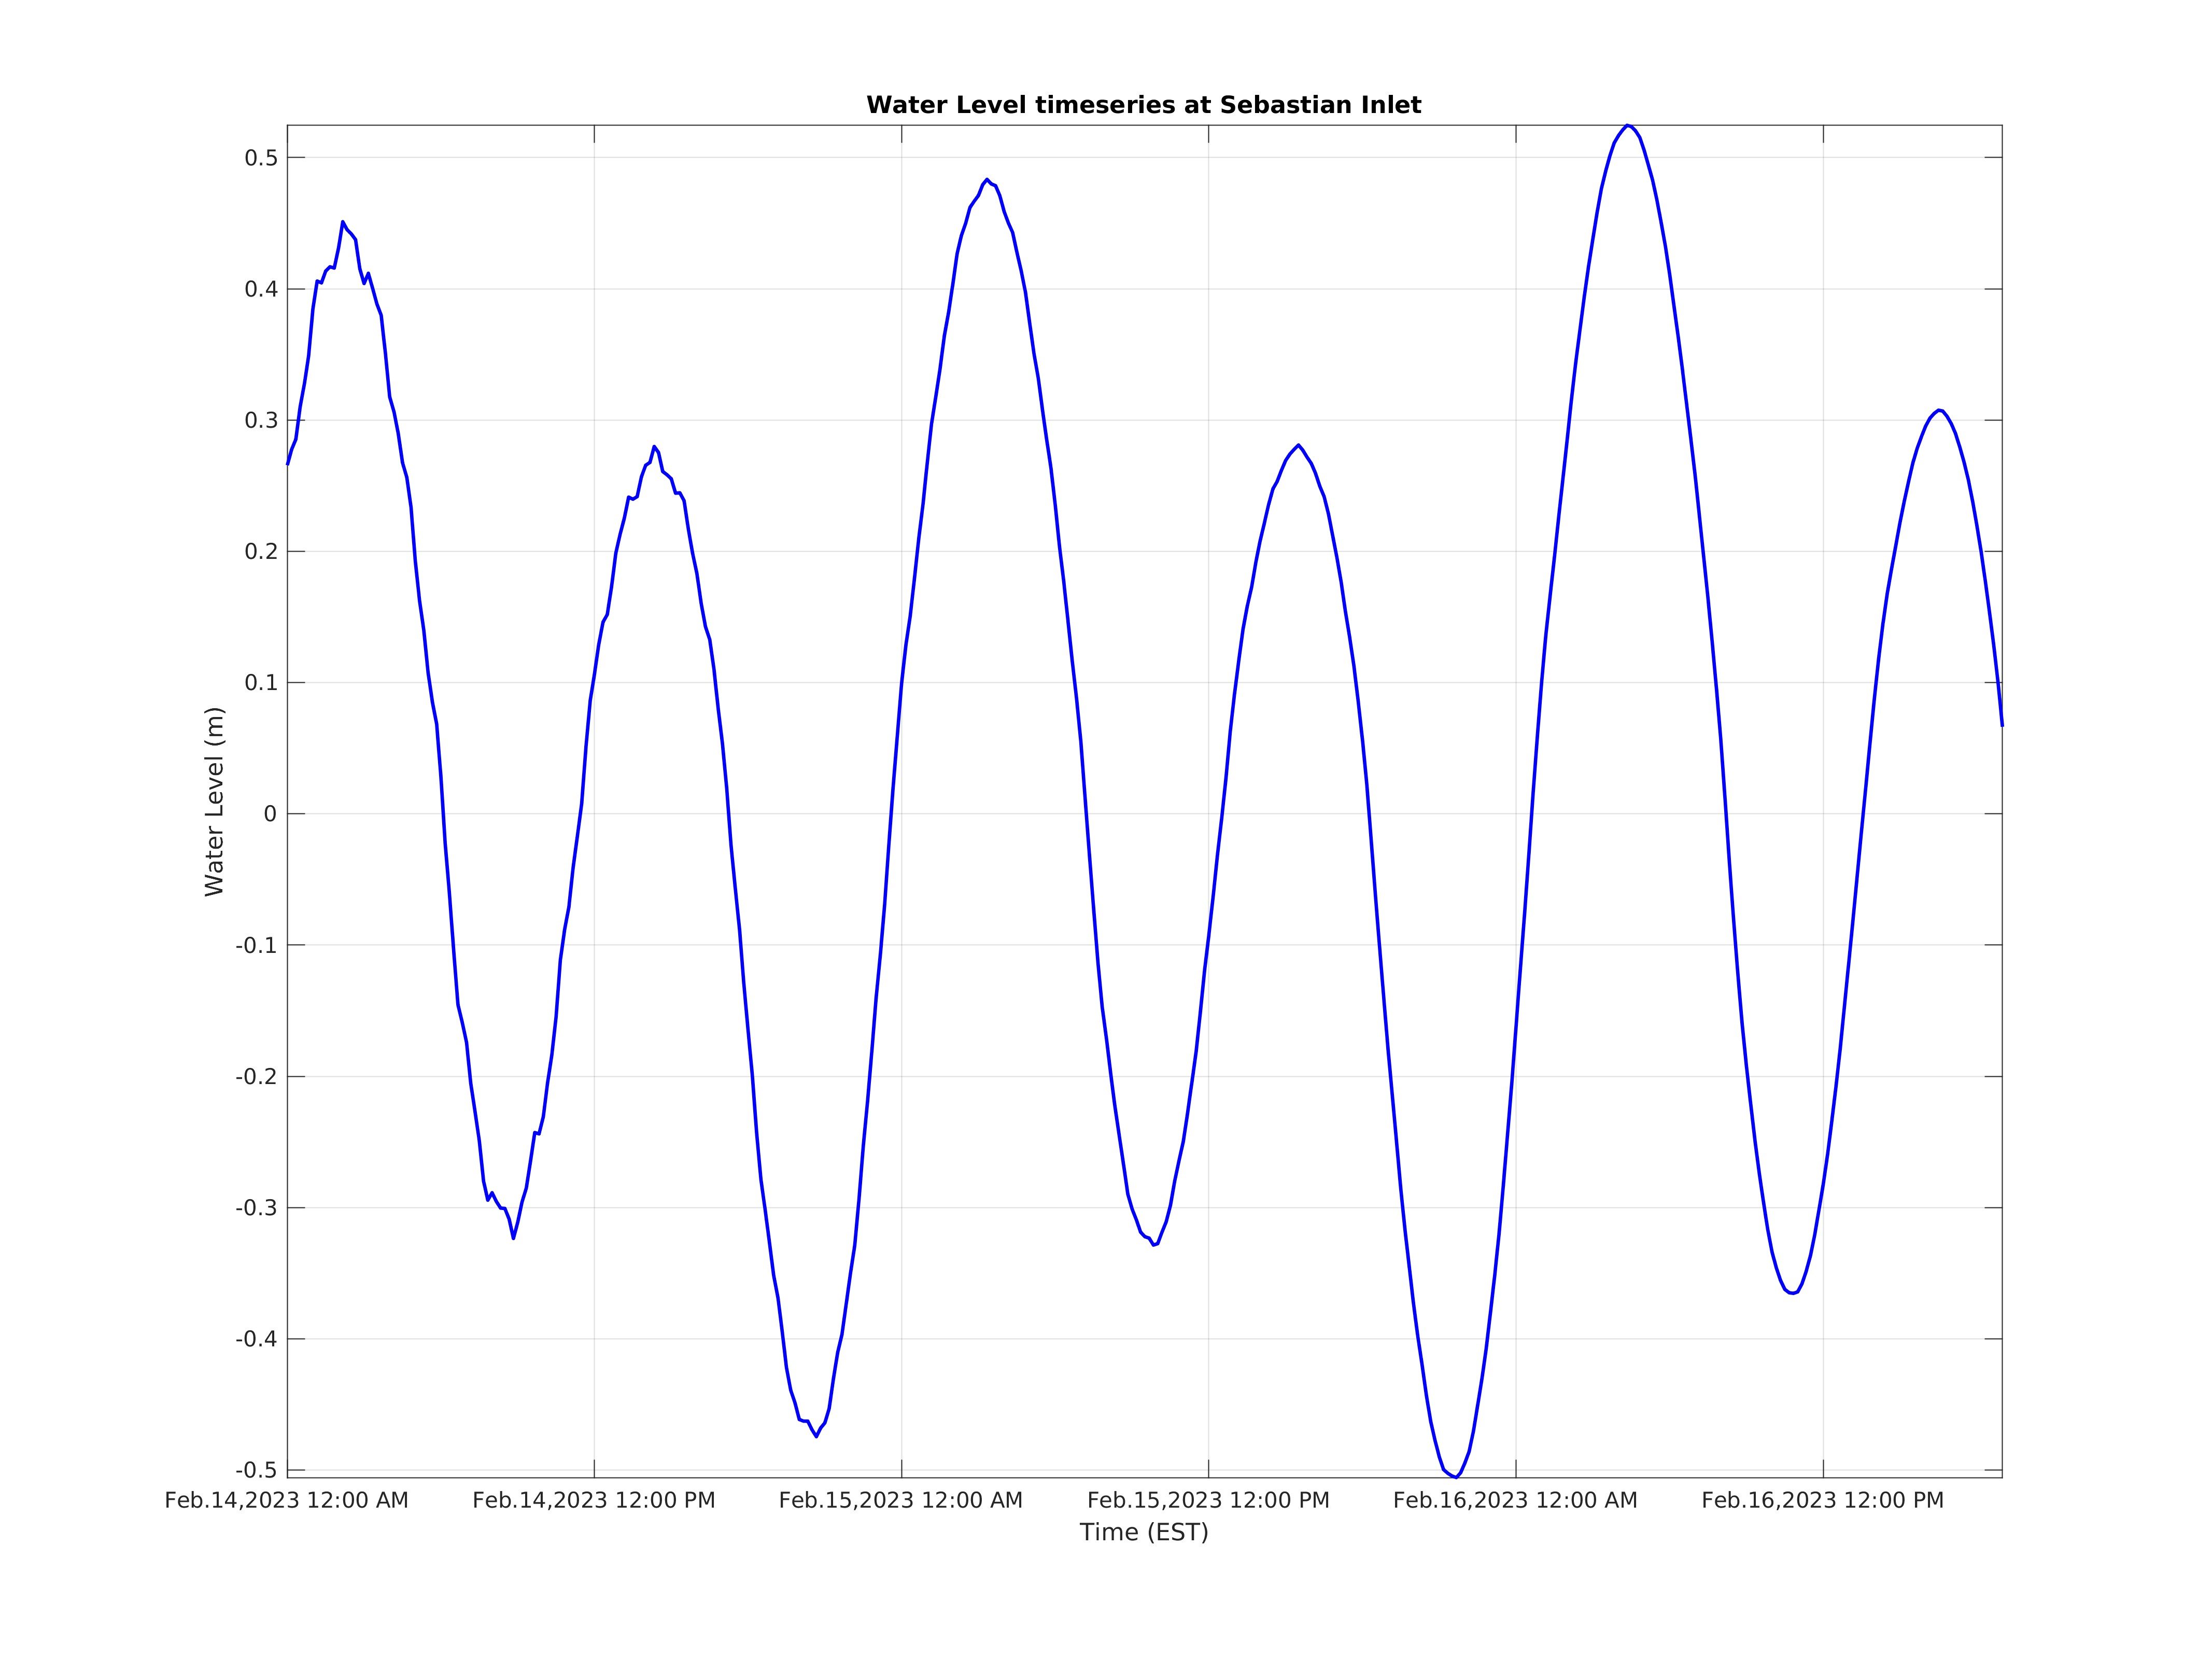 Water Level timeseries at Sebastian Inlet
0.5
0.4
0.3
0.2
0.1
0
-0.1
-0.2
-0.3
-0.4
-0.5
Water Level (m)
Feb.14,2023 12:00 AM Feb.14,2023 12:00 PM Feb.15,2023 12:00 AM Feb.15,2023 12:00 PM Feb.16,2023 12:00 AM Feb.16,2023 12:00 PM
Time (EST)